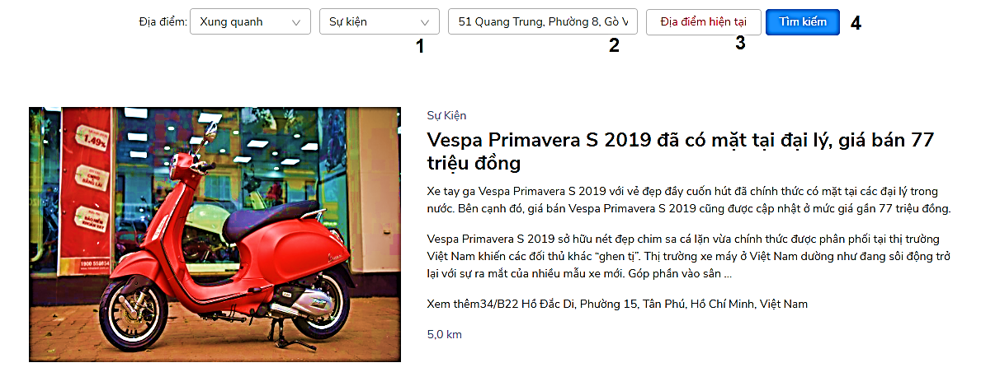 Địa điểm: Xung quanh Sự kiện 51 Quang Trung, Phường 8, Gò V Địa điểm hiện tại Tìm kiếm 4
1 2 3
Sự Kiện
Vespa Primavera S 2019 đã có mặt tại đại lý, giá bán 77
triệu đồng
Xe tay ga Vespa Primavera S 2019 với vẻ đẹp đầy cuốn hút đã chính thức có mặt tại các đại lý trong
nước. Bên cạnh đó, giá bán Vespa Primavera S 2019 cũng được cập nhật ở mức giá gần 77 triệu đồng.
Vespa Primavera S 2019 sở hữu nét đẹp chim sa cá lặn vừa chính thức được phân phối tại thị trường
Việt Nam khiến các đối thủ khác “ghen tị”. Thị trường xe máy ở Việt Nam dường như đang sôi động trở
lại với sự ra mắt của nhiều mẫu xe mới. Góp phần vào sân ...
Xem thêm34/B22 Hồ Đắc Di, Phường 15, Tân Phú, Hồ Chí Minh, Việt Nam
5,0 km
1.49%
1900 558854